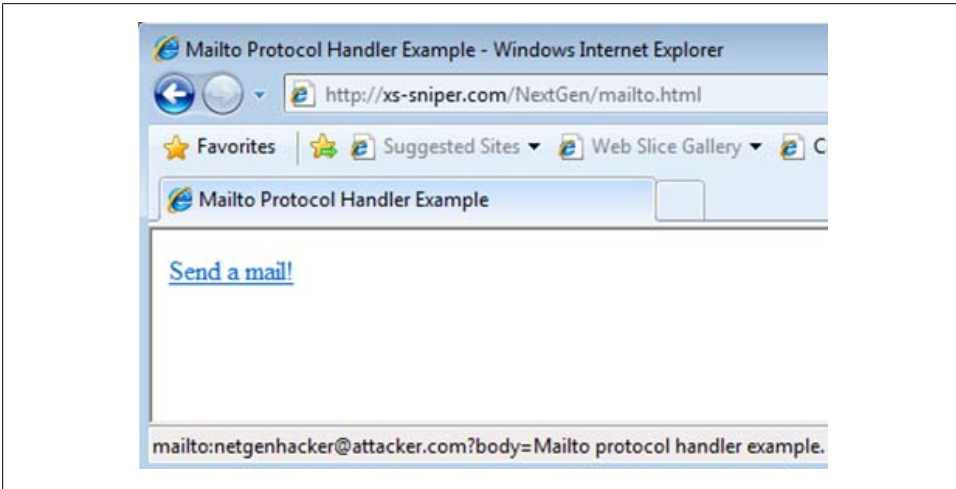 Mailto Protocol Handler Example - Windows Internet Explorer
http://xs-sniper.com/NextGen/mailto.html
Favorites Suggested Sites Web Slice Gallery C
Mailto Protocol Handler Example
Send a mail!
mailto:netgenhacker@attacker.com?body=Mailto protocol handler example.